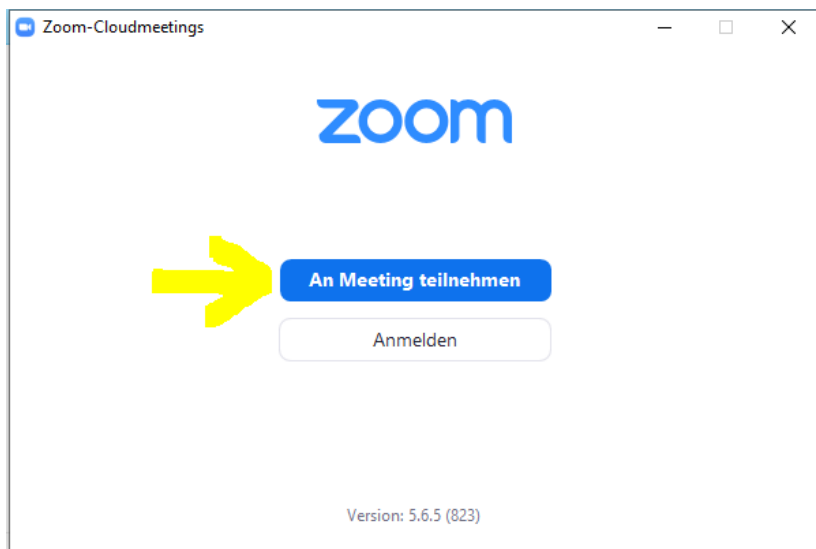 Zoom-Cloudmeetings
zoom
An Meeting teilnehmen
Anmelden
Version: 5.6.5 (823)